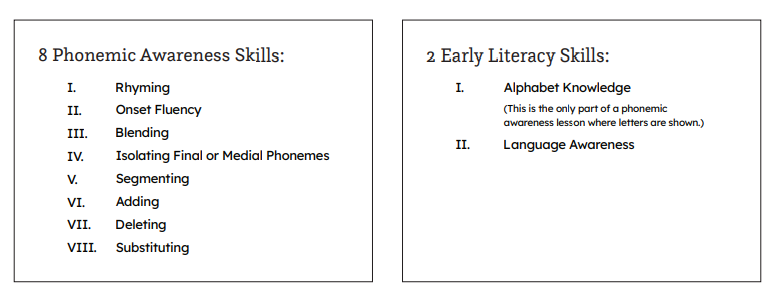 8 Phonemic Awareness Skills:
I. Rhyming
II. Onset Fluency
III. Blending
IV. Isolating Final or Medial Phonemes
V. Segmenting
VI. Adding
VII. Deleting
VIII. Substituting
2 Early Literacy Skills:
I. Alphabet Knowledge
(This is the only part of a phonemic
awareness lesson where letters are shown.)
II. Language Awareness